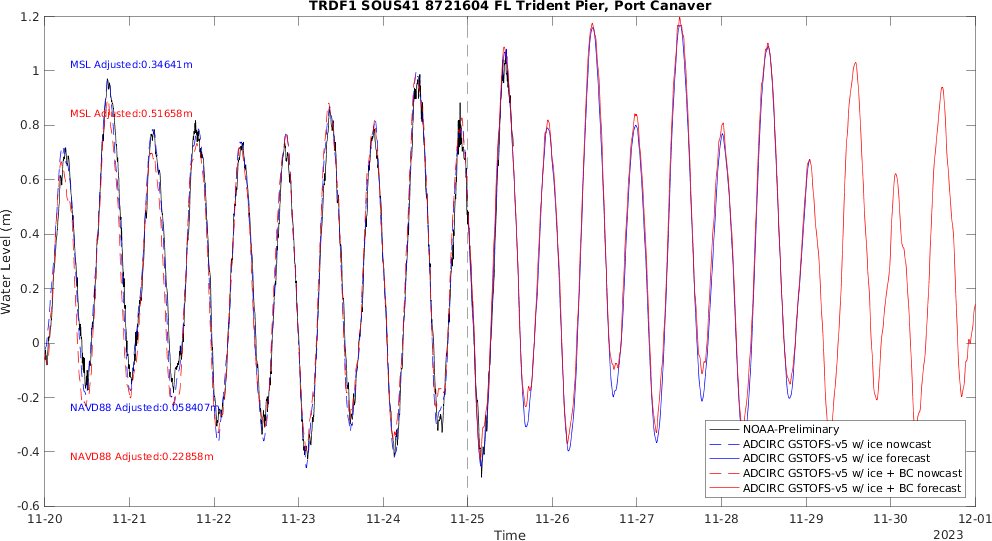 TRDF1 SOUS41 8721604 FL Trident Pier, Port Canaver
1.2
1
0.8
0.6
0.4
0.2
0
-0.2
-0.4
-0.6
Water Level (m)
MSL Adjusted:0.34641m
MSL Adjusted:0.51658m
NAVD88 Adjusted:0.058407m
NAVD88 Adjusted:0.22858m
NOAA-Preliminary
ADCIRC GSTOFS-v5 w/ ice nowcast
ADCIRC GSTOFS-v5 w/ ice forecast
ADCIRC GSTOFS-v5 w/ ice + BC nowcast
ADCIRC GSTOFS-v5 w/ ice + BC forecast
11-20 11-21 11-22 11-23 11-24 11-25 11-26 11-27 11-28 11-29 11-30 12-01
Time
2023